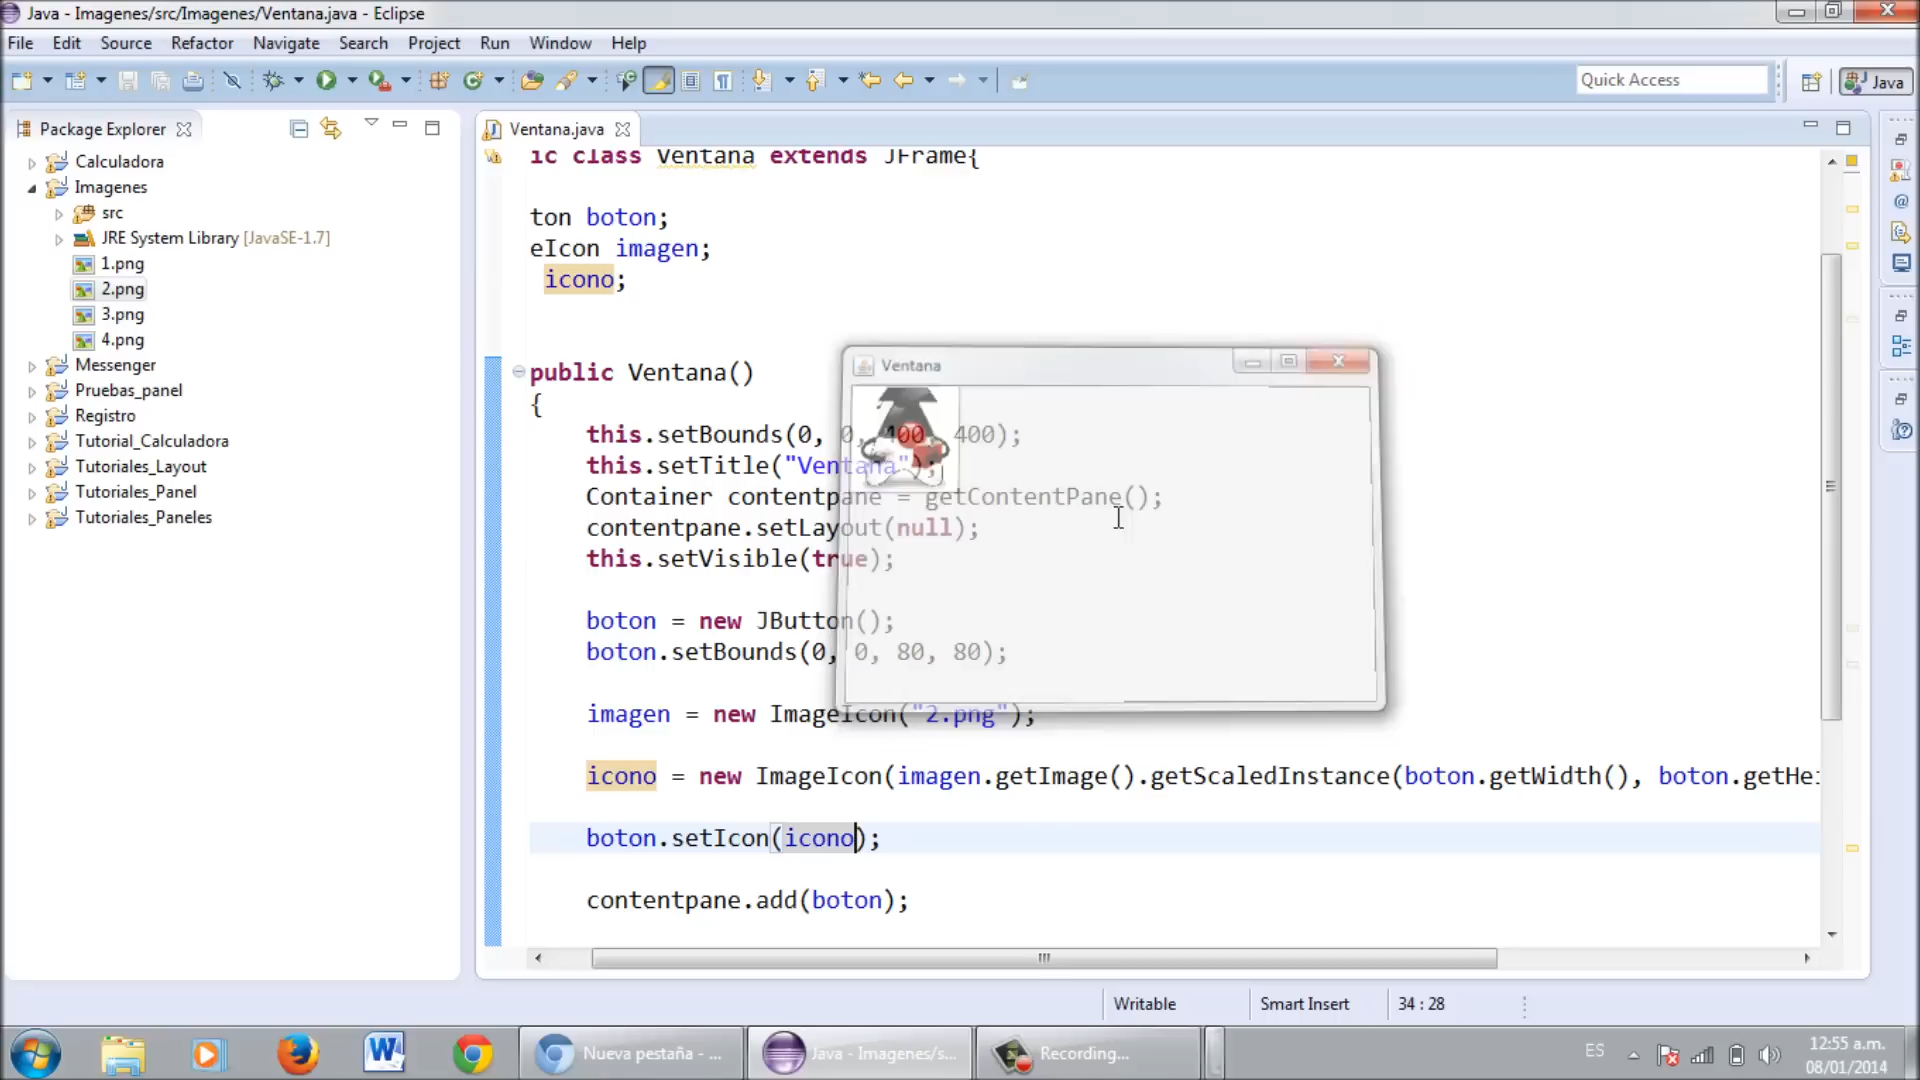 Java - Imagenes/src/Imagenes/Ventana.java - Eclipse
File Edit Source Refactor Navigate Search Project Run Window Help
Quick Access
Java
Package Explorer
Calculadora
Imagenes
src
JRE System Library [JavaSE-1.7]
1.png
2.png
3.png
4.png
Messenger
Pruebas_panel
Registro
Tutorial_Calculadora
Tutoriales_Layout
Tutoriales_Panel
Tutoriales_Paneles
Ventana.java
ic class Ventana extends JFrame{
ton boton;
eIcon imagen;
icono;
public Ventana()
{
this.setBounds(0, 0, 400, 400);
this.setTitle("Ventana");
Container contentpane = getContentPane();
contentpane.setLayout(null);
this.setVisible(true);
boton = new JButton();
boton.setBounds(0, 0, 80, 80);
imagen = new ImageIcon("2.png");
icono = new ImageIcon(imagen.getImage().getScaledInstance(boton.getWidth(), boton.getHei
boton.setIcon(icono);
contentpane.add(boton);
Ventana
Writable
Smart Insert
34 : 28
Nueva pestaña - ...
Java - Imagenes/s...
Recording...
ES
12:55 a.m.
08/01/2014